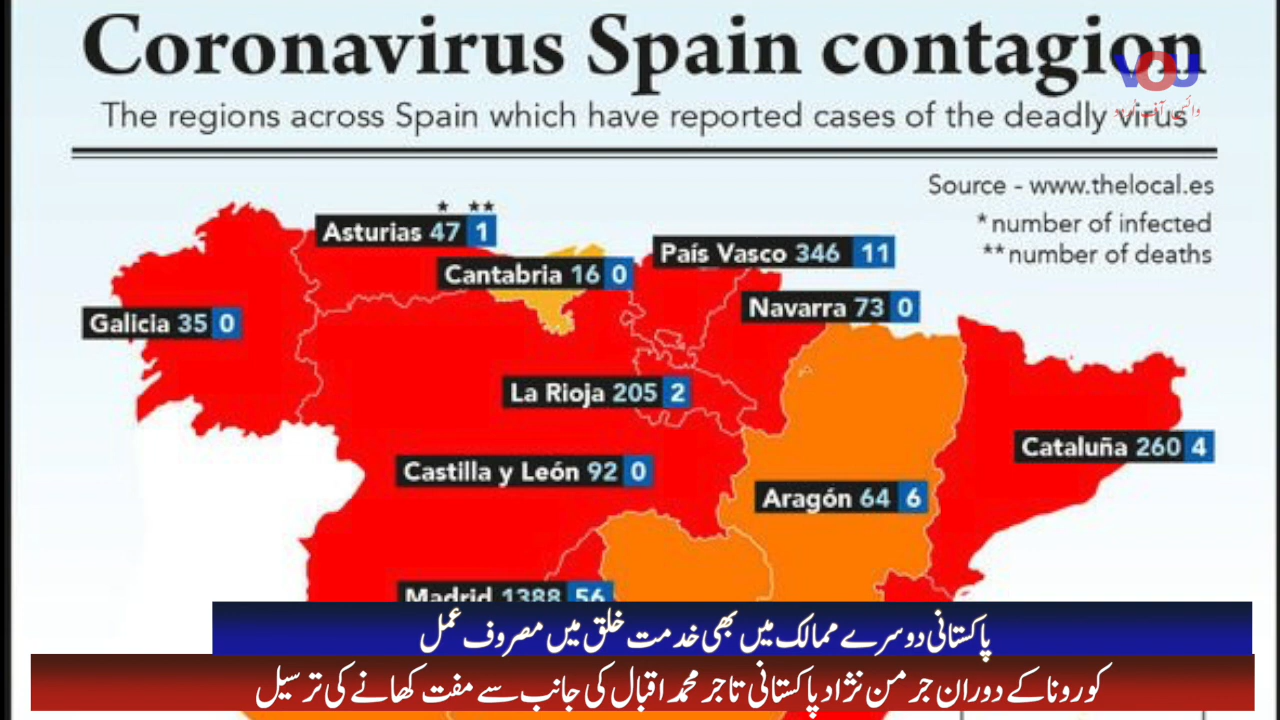 Coronavirus Spain contagion
VOU
وائس آف اردو
The regions across Spain which have reported cases of the deadly virus
Source - www.thelocal.es
* number of infected
** number of deaths
* **
Asturias 47 1
País Vasco 346 11
Cantabria 16 0
Navarra 73 0
Galicia 35 0
La Rioja 205 2
Cataluña 260 4
Castilla y León 92 0
Aragón 64 6
Madrid 1388 56
پاکستانی دوسرے ممالک میں بھی خدمت خلق میں مصروف عمل
کورونا کے دوران جرمن نژاد پاکستانی تاجر محمد اقبال کی جانب سے مفت کھانے کی ترسیل